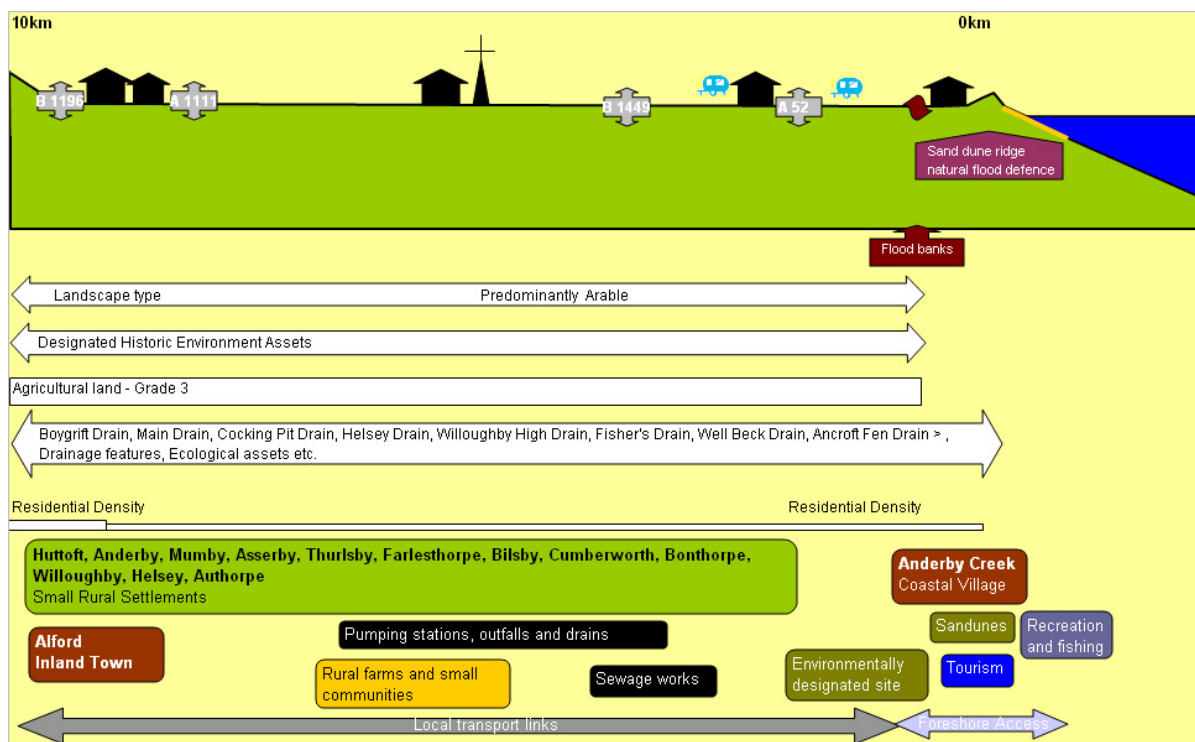 10km
0km
B 1196
A 1111
B 1449
A 52
Sand dune ridge
natural flood defence
Flood banks
Landscape type
Predominantly Arable
Designated Historic Environment Assets
Agricultural land - Grade 3
Boygrift Drain, Main Drain, Cocking Pit Drain, Helsey Drain, Willoughby High Drain, Fisher's Drain, Well Beck Drain, Ancroft Fen Drain > ,
Drainage features, Ecological assets etc.
Residential Density
Residential Density
Huttoft, Anderby, Mumby, Asserby, Thurlsby, Farlesthorpe, Bilsby, Cumberworth, Bonthorpe,
Willoughby, Helsey, Authorpe
Small Rural Settlements
Anderby Creek
Coastal Village
Alford
Inland Town
Pumping stations, outfalls and drains
Sandunes
Recreation
and fishing
Rural farms and small
communities
Sewage works
Environmentally
designated site
Tourism
Local transport links
Foreshore Access